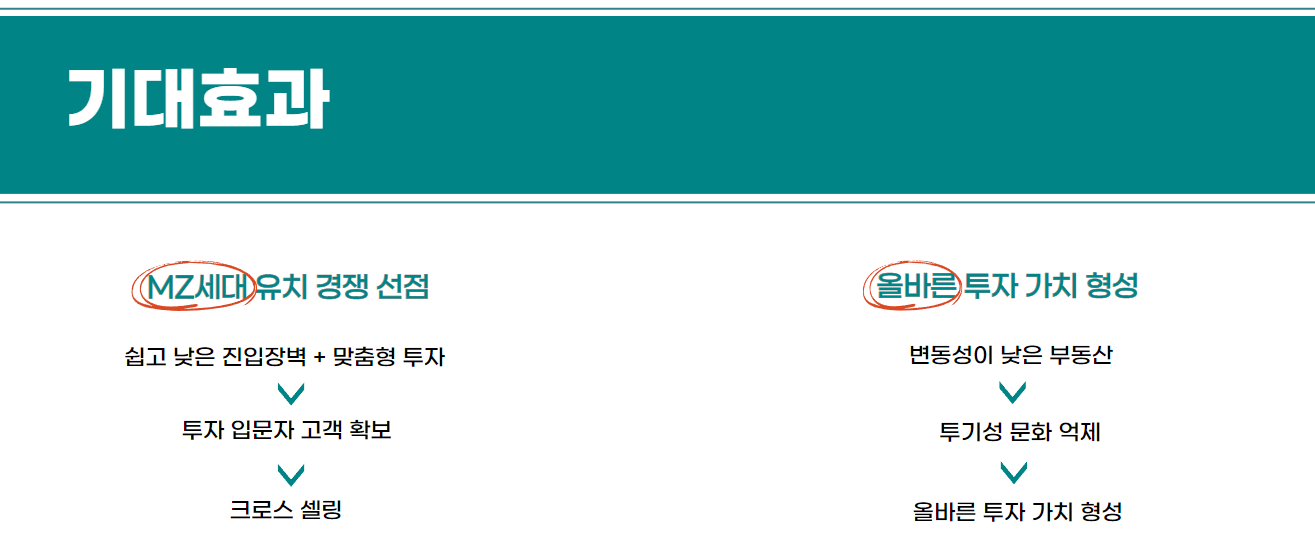 기대효과
MZ세대 유치 경쟁 선점
쉽고 낮은 진입장벽 + 맞춤형 투자
투자 입문자 고객 확보
크로스 셀링
올바른 투자 가치 형성
변동성이 낮은 부동산
투기성 문화 억제
올바른 투자 가치 형성